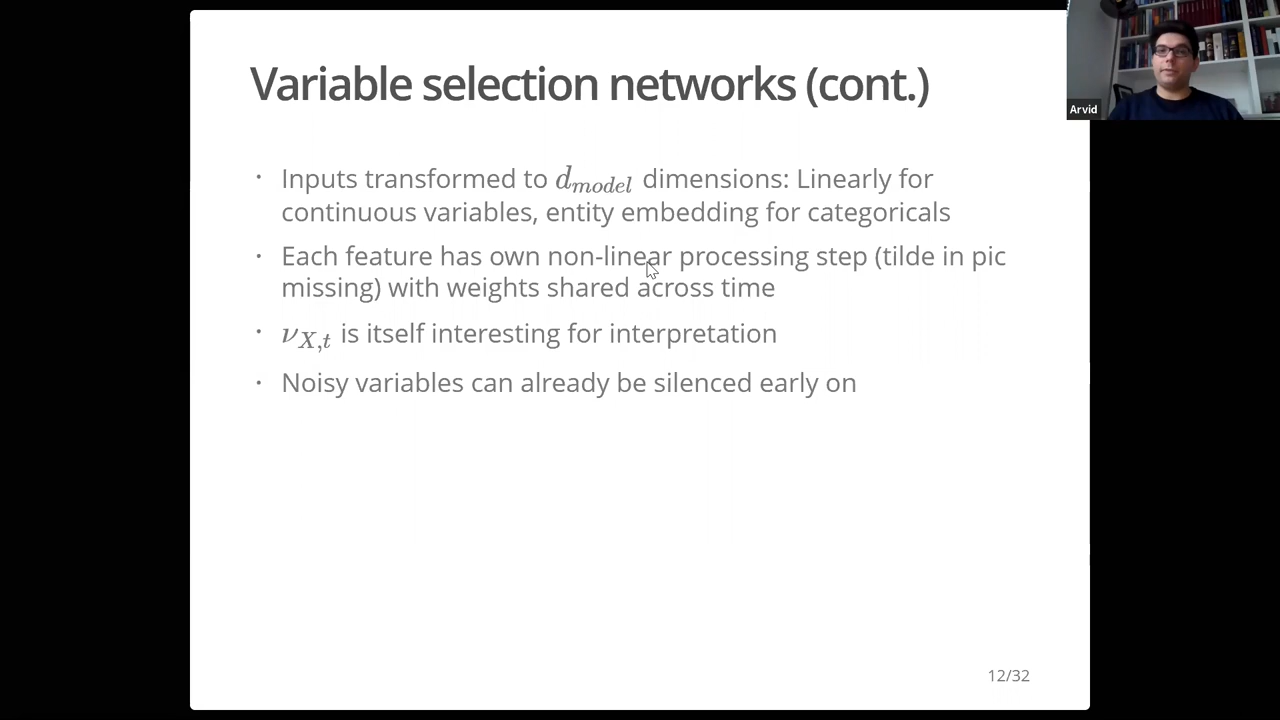 Variable selection networks (cont.)
Arvid
• Inputs transformed to d_model dimensions: Linearly for
continuous variables, entity embedding for categoricals
• Each feature has own non-linear processing step (tilde in pic
missing) with weights shared across time
• ν_X,t is itself interesting for interpretation
• Noisy variables can already be silenced early on
12/32